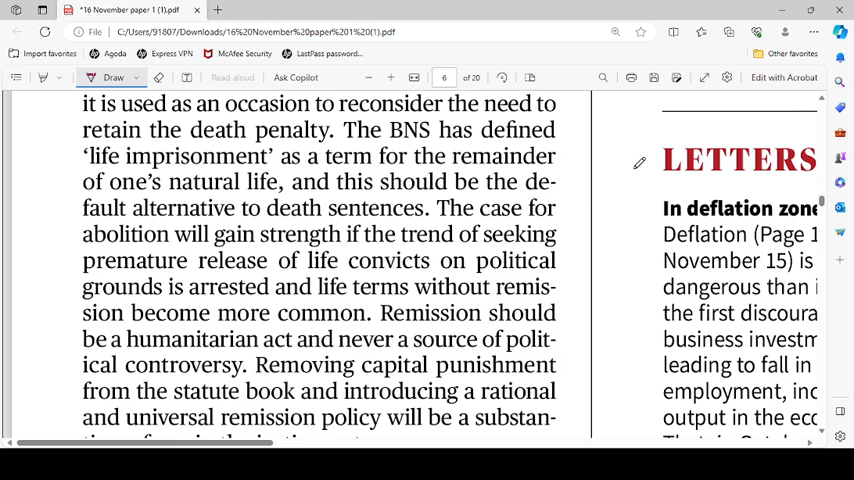 *16 November paper 1 (1).pdf
File
C:/Users/91807/Downloads/16%20November%20paper%201%20(1).pdf
Import favorites
Agoda
Express VPN
McAfee Security
LastPass password...
Other favorites
Draw
Read aloud
Ask Copilot
6
of 20
Edit with Acrobat
it is used as an occasion to reconsider the need to
retain the death penalty. The BNS has defined
‘life imprisonment’ as a term for the remainder
of one’s natural life, and this should be the de-
fault alternative to death sentences. The case for
abolition will gain strength if the trend of seeking
premature release of life convicts on political
grounds is arrested and life terms without remis-
sion become more common. Remission should
be a humanitarian act and never a source of polit-
ical controversy. Removing capital punishment
from the statute book and introducing a rational
and universal remission policy will be a substan-
LETTERS
In deflation zone
Deflation (Page 1
November 15) is
dangerous than i
the first discoura
business investm
leading to fall in
employment, inc
output in the eco